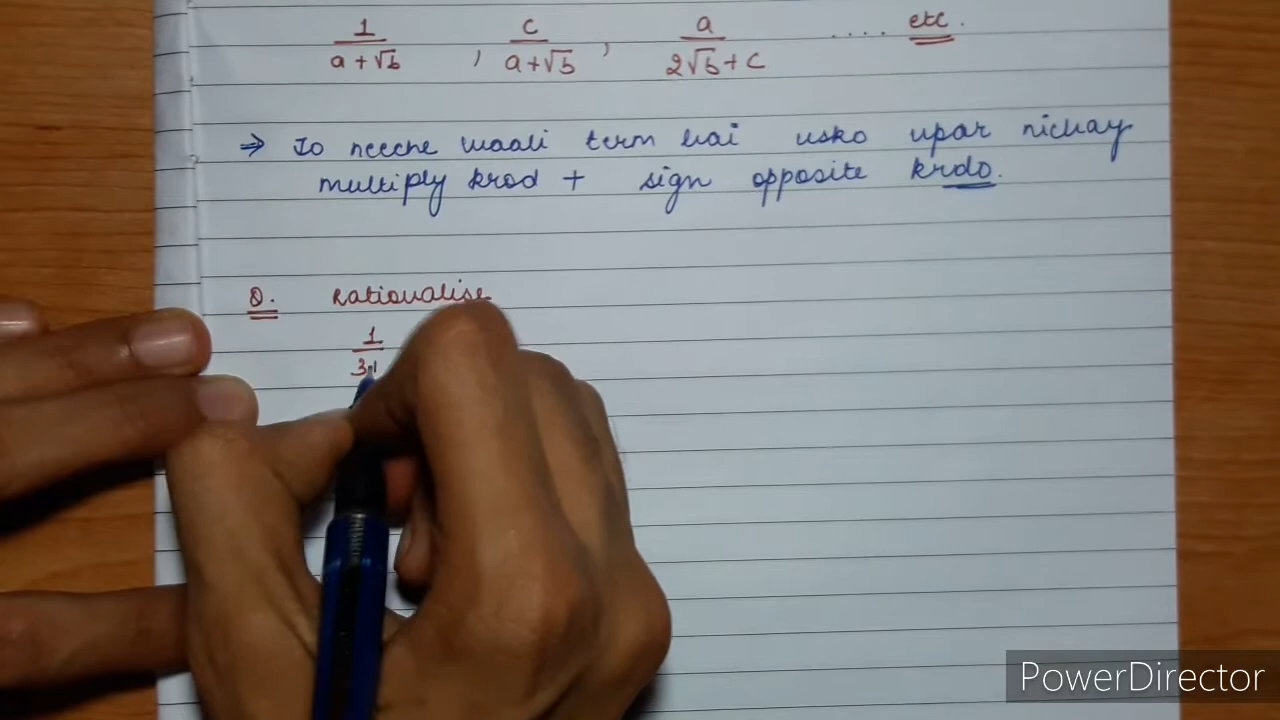 1/(a + √b) , c/(a + √b) , a/(2√b + c) .... etc.
⇒ Jo neeche waali term hai usko upar nichay
multiply krod + sign opposite krdo.
Q. Rationalise
1/3
PowerDirector